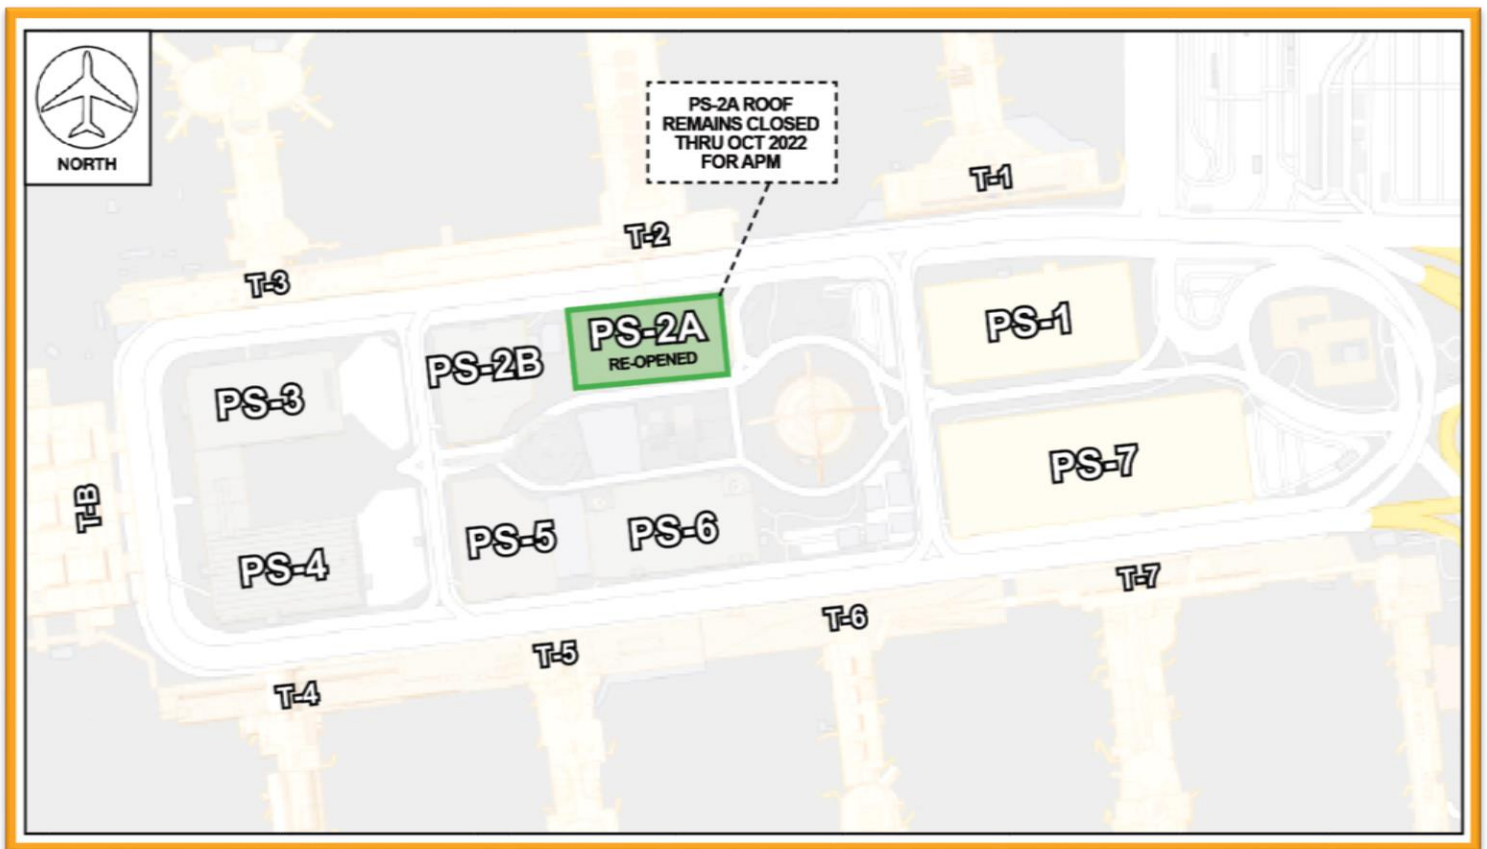 NORTH
PS-2A ROOF
REMAINS CLOSED
THRU OCT 2022
FOR APM
T-1
T-2
T-3
PS-2A
RE-OPENED
PS-1
PS-2B
PS-3
PS-7
T-B
PS-5
PS-6
PS-4
T-7
T-6
T-5
T-4